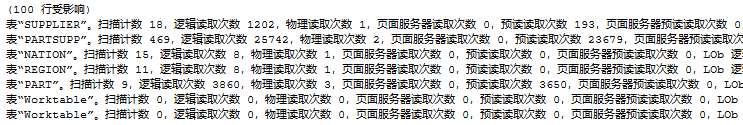 (100 行受影响)
表“SUPPLIER”。扫描计数 18，逻辑读取次数 1202，物理读取次数 1，页面服务器读取次数 0，预读读取次数 193，页面服务器预读读取次数 0
表“PARTSUPP”。扫描计数 469，逻辑读取次数 25742，物理读取次数 2，页面服务器读取次数 0，预读读取次数 23679，页面服务器预读读取次
表“NATION”。扫描计数 15，逻辑读取次数 8，物理读取次数 1，页面服务器读取次数 0，预读读取次数 0，页面服务器预读读取次数 0，LOb 逻
表“REGION”。扫描计数 11，逻辑读取次数 8，物理读取次数 1，页面服务器读取次数 0，预读读取次数 0，页面服务器预读读取次数 0，LOb 逻
表“PART”。扫描计数 9，逻辑读取次数 3860，物理读取次数 3，页面服务器读取次数 0，预读读取次数 3650，页面服务器预读读取次数 0，LOb
表“Worktable”。扫描计数 0，逻辑读取次数 0，物理读取次数 0，页面服务器读取次数 0，预读读取次数 0，页面服务器预读读取次数 0，LOb
表“Worktable”。扫描计数 0，逻辑读取次数 0，物理读取次数 0，页面服务器读取次数 0，预读读取次数 0，页面服务器预读读取次数 0，LOb